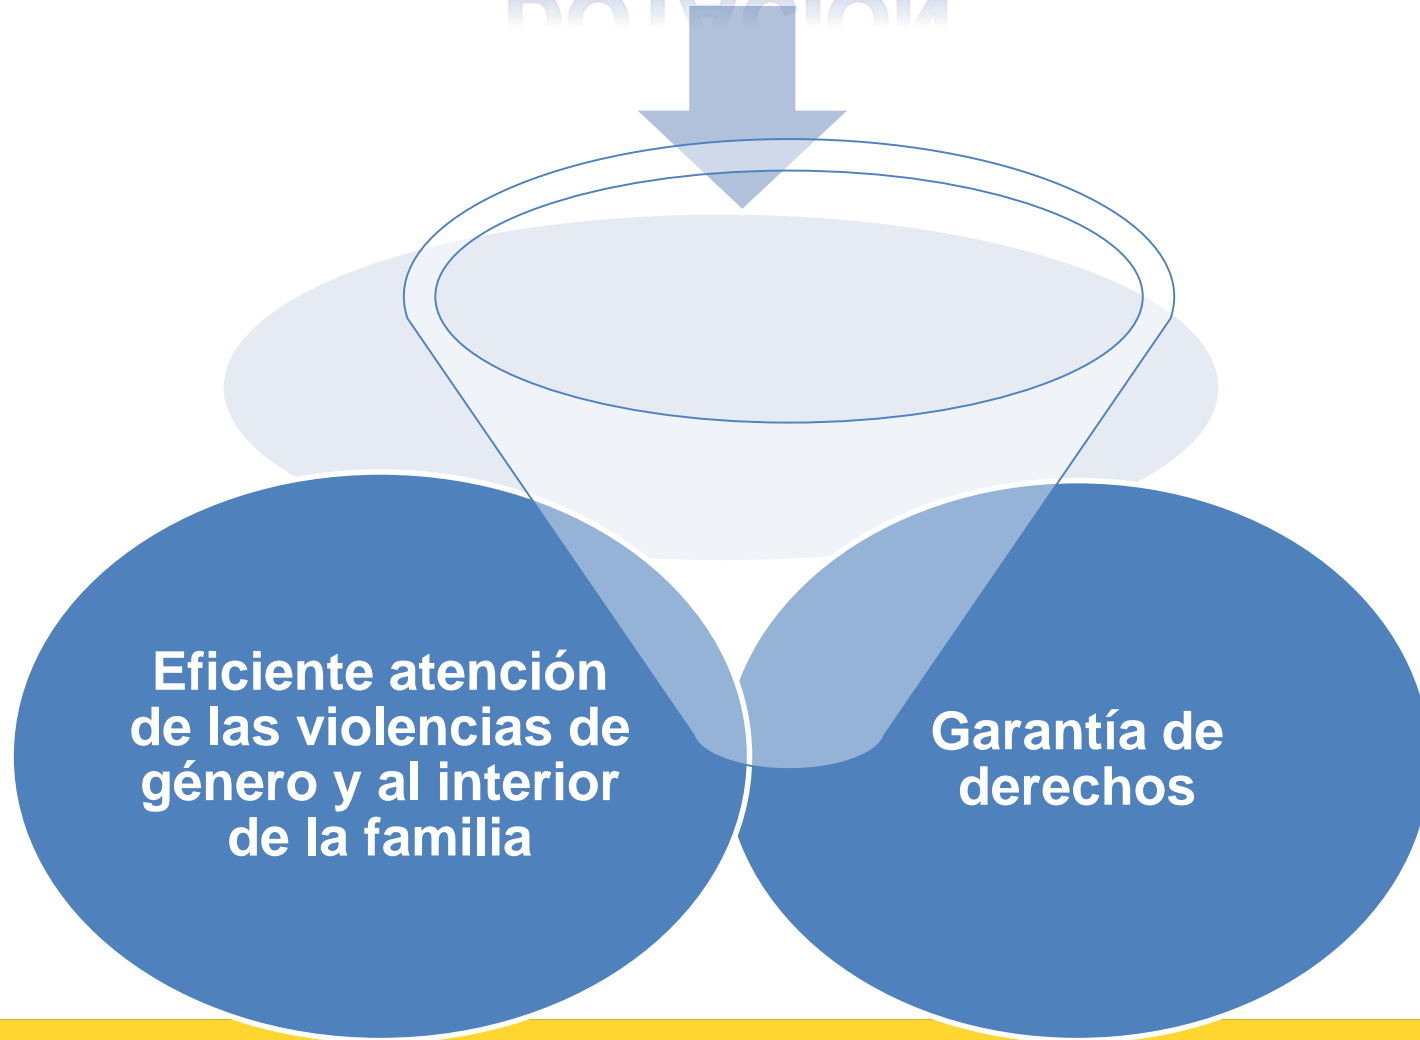 Eficiente atención
de las violencias de
género y al interior
de la familia
Garantía de
derechos